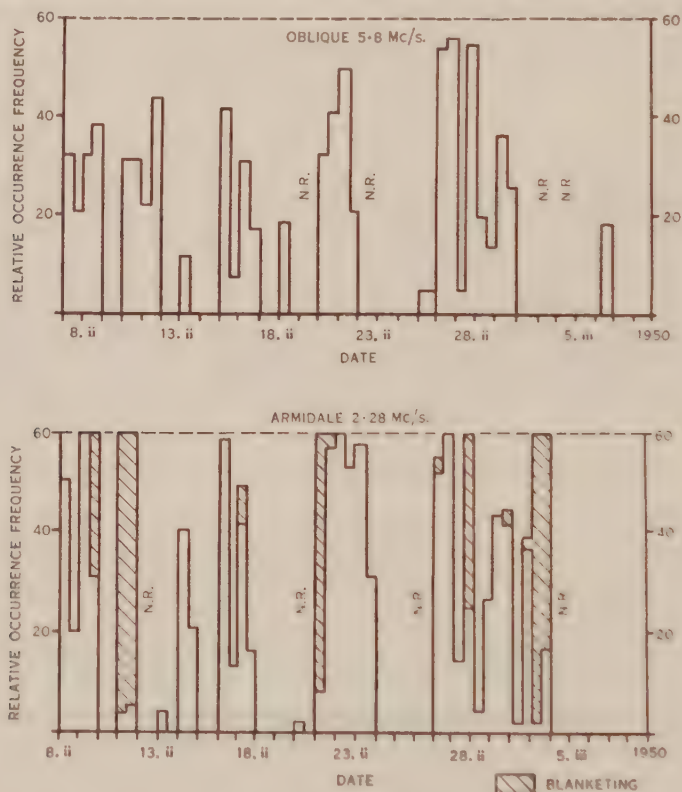 OBLIQUE 5·8 Mc/s.
RELATIVE OCCURRENCE FREQUENCY
60
40
20
60
40
20
N.R.
N.R.
N.R
N.R
8. ii
13. ii
18. ii
23. ii
28. ii
5. iii
1950
DATE
ARMIDALE 2·28 Mc/s.
RELATIVE OCCURRENCE FREQUENCY
60
40
20
60
40
20
N.R.
N.R.
N.R
N.R
8. ii
13. ii
18. ii
23. ii
28. ii
5. iii
1950
DATE
BLANKETING